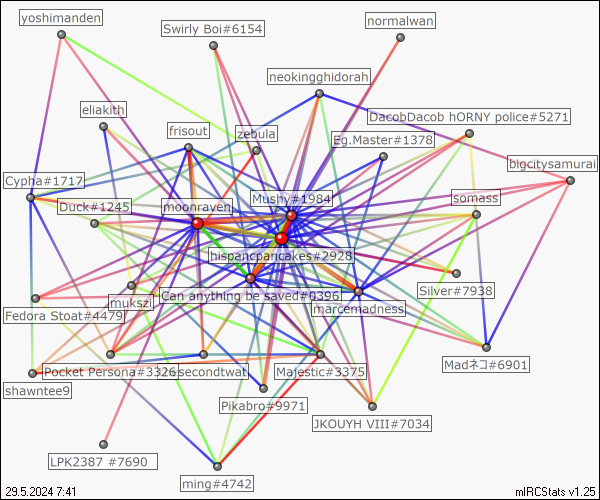 yoshimanden
Swirly Boi#6154
normalwan
neokingghidorah
eliakith
DacobDacob hORNY police#5271
frisout
zebula
Eg.Master#1378
bigcitysamurai
Cypha#1717
Duck#1245
moonraven
Mushy#1984
somass
hispancpancakes#2928
Silver#7938
mukszi
Can anything be saved#0396
Fedora Stoat#4479
marcemadness
Madネコ#6901
shawntee9
Pocket Persona#3326
secondtwat
Majestic#3375
Pikabro#9971
JKOUYH VIII#7034
LPK2387 #7690
ming#4742
29.5.2024 7:41
mIRCStats v1.25